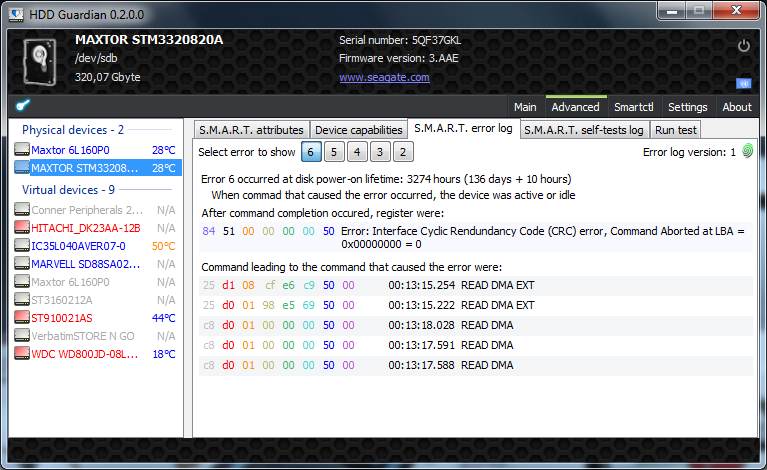 HDD Guardian 0.2.0.0
MAXTOR STM3320820A
/dev/sdb
320,07 Gbyte
Serial number: 5QF37GKL
Firmware version: 3.AAE
www.seagate.com
Main Advanced Smartctl Settings About
Physical devices - 2
Maxtor 6L160P0 28°C
MAXTOR STM33208... 28°C
Virtual devices - 9
Conner Peripherals 2... N/A
HITACHI_DK23AA-12B N/A
IC35L040AVER07-0 50°C
MARVELL SD88SA02... N/A
Maxtor 6L160P0 N/A
ST3160212A N/A
ST910021AS 44°C
VerbatimSTORE N GO N/A
WDC WD800JD-08L... 18°C
S.M.A.R.T. attributes Device capabilities S.M.A.R.T. error log S.M.A.R.T. self-tests log Run test
Select error to show 6 5 4 3 2 Error log version: 1
Error 6 occurred at disk power-on lifetime: 3274 hours (136 days + 10 hours)
When commad that caused the error occurred, the device was active or idle
After command completion occured, register were:
84 51 00 00 00 00 50 Error: Interface Cyclic Rendundancy Code (CRC) error, Command Aborted at LBA =
0x00000000 = 0
Command leading to the command that caused the error were:
25 d1 08 cf e6 c9 50 00 00:13:15.254 READ DMA EXT
25 d0 01 98 e5 69 50 00 00:13:15.222 READ DMA EXT
c8 d0 01 00 00 00 50 00 00:13:18.028 READ DMA
c8 d0 01 00 00 00 50 00 00:13:17.591 READ DMA
c8 d0 01 00 00 00 50 00 00:13:17.588 READ DMA